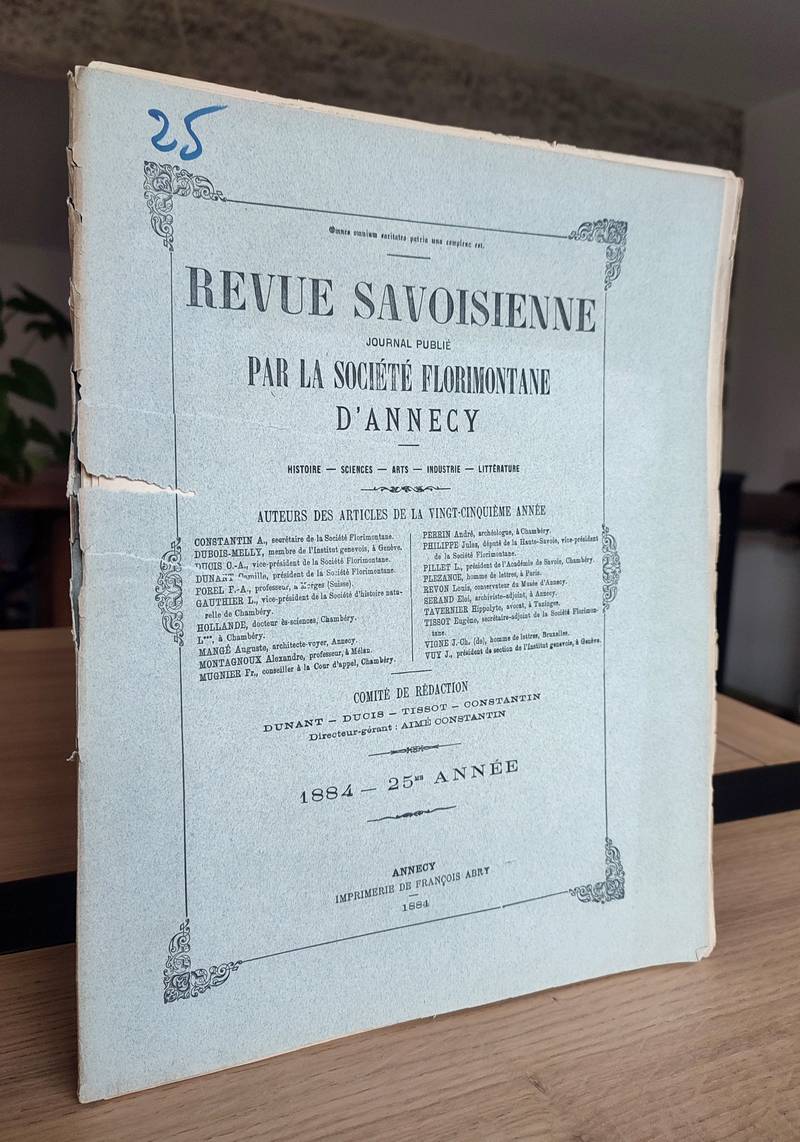 25
Omnes omnium caritates patria una complexa est.
REVUE SAVOISIENNE
JOURNAL PUBLIÉ
PAR LA SOCIÉTÉ FLORIMONTANE
D'ANNECY
HISTOIRE — SCIENCES — ARTS — INDUSTRIE — LITTÉRATURE
AUTEURS DES ARTICLES DE LA VINGT-CINQUIÈME ANNÉE
CONSTANTIN A., secrétaire de la Société Florimontane.
DUBOIS-MELLY, membre de l'Institut genevois, à Genève.
DUCIS C.-A., vice-président de la Société Florimontane.
DUNANT Camille, président de la Société Florimontane.
FOREL F.-A., professeur, à Morges (Suisse).
GAUTHIER L., vice-président de la Société d'histoire natu-
relle de Chambéry.
HOLLANDE, docteur ès-sciences, Chambéry.
L***, à Chambéry.
MANGÉ Auguste, architecte-voyer, Annecy.
MONTAGNOUX Alexandre, professeur, à Mélan.
MUGNIER Fr., conseiller à la Cour d'appel, Chambéry.
PERRIN André, archéologue, à Chambéry.
PHILIPPE Jules, député de la Haute-Savoie, vice-président
de la Société Florimontane.
PILLET L., président de l'Académie de Savoie, Chambéry.
PLEZANCE, homme de lettres, à Paris.
REVON Louis, conservateur du Musée d'Annecy.
SERAND Eloi, archiviste-adjoint, à Annecy.
TAVERNIER Hippolyte, avocat, à Taninges.
TISSOT Eugène, secrétaire-adjoint de la Société Florimon-
tane.
VIGNE J.-Ch. (de), homme de lettres, Bruxelles.
VUY J., président de section de l'Institut genevois, à Genève.
COMITÉ DE RÉDACTION
DUNANT — DUCIS — TISSOT — CONSTANTIN
Directeur-gérant : AIMÉ CONSTANTIN
1884 — 25ME ANNÉE
ANNECY
IMPRIMERIE DE FRANÇOIS ABRY
1884